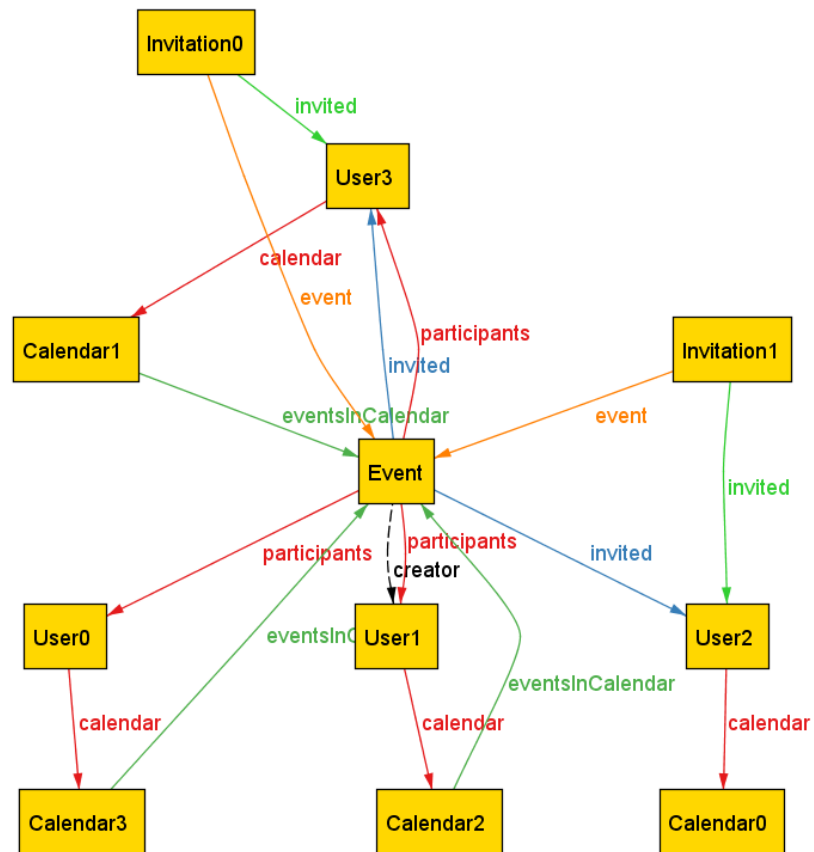 Invitation0
invited
User3
calendar
event
participants
Calendar1
invited
Invitation1
eventsInCalendar
event
Event
invited
participants
participants
invited
creator
User0
eventsInC
User1
User2
eventsInCalendar
calendar
calendar
calendar
Calendar3
Calendar2
Calendar0